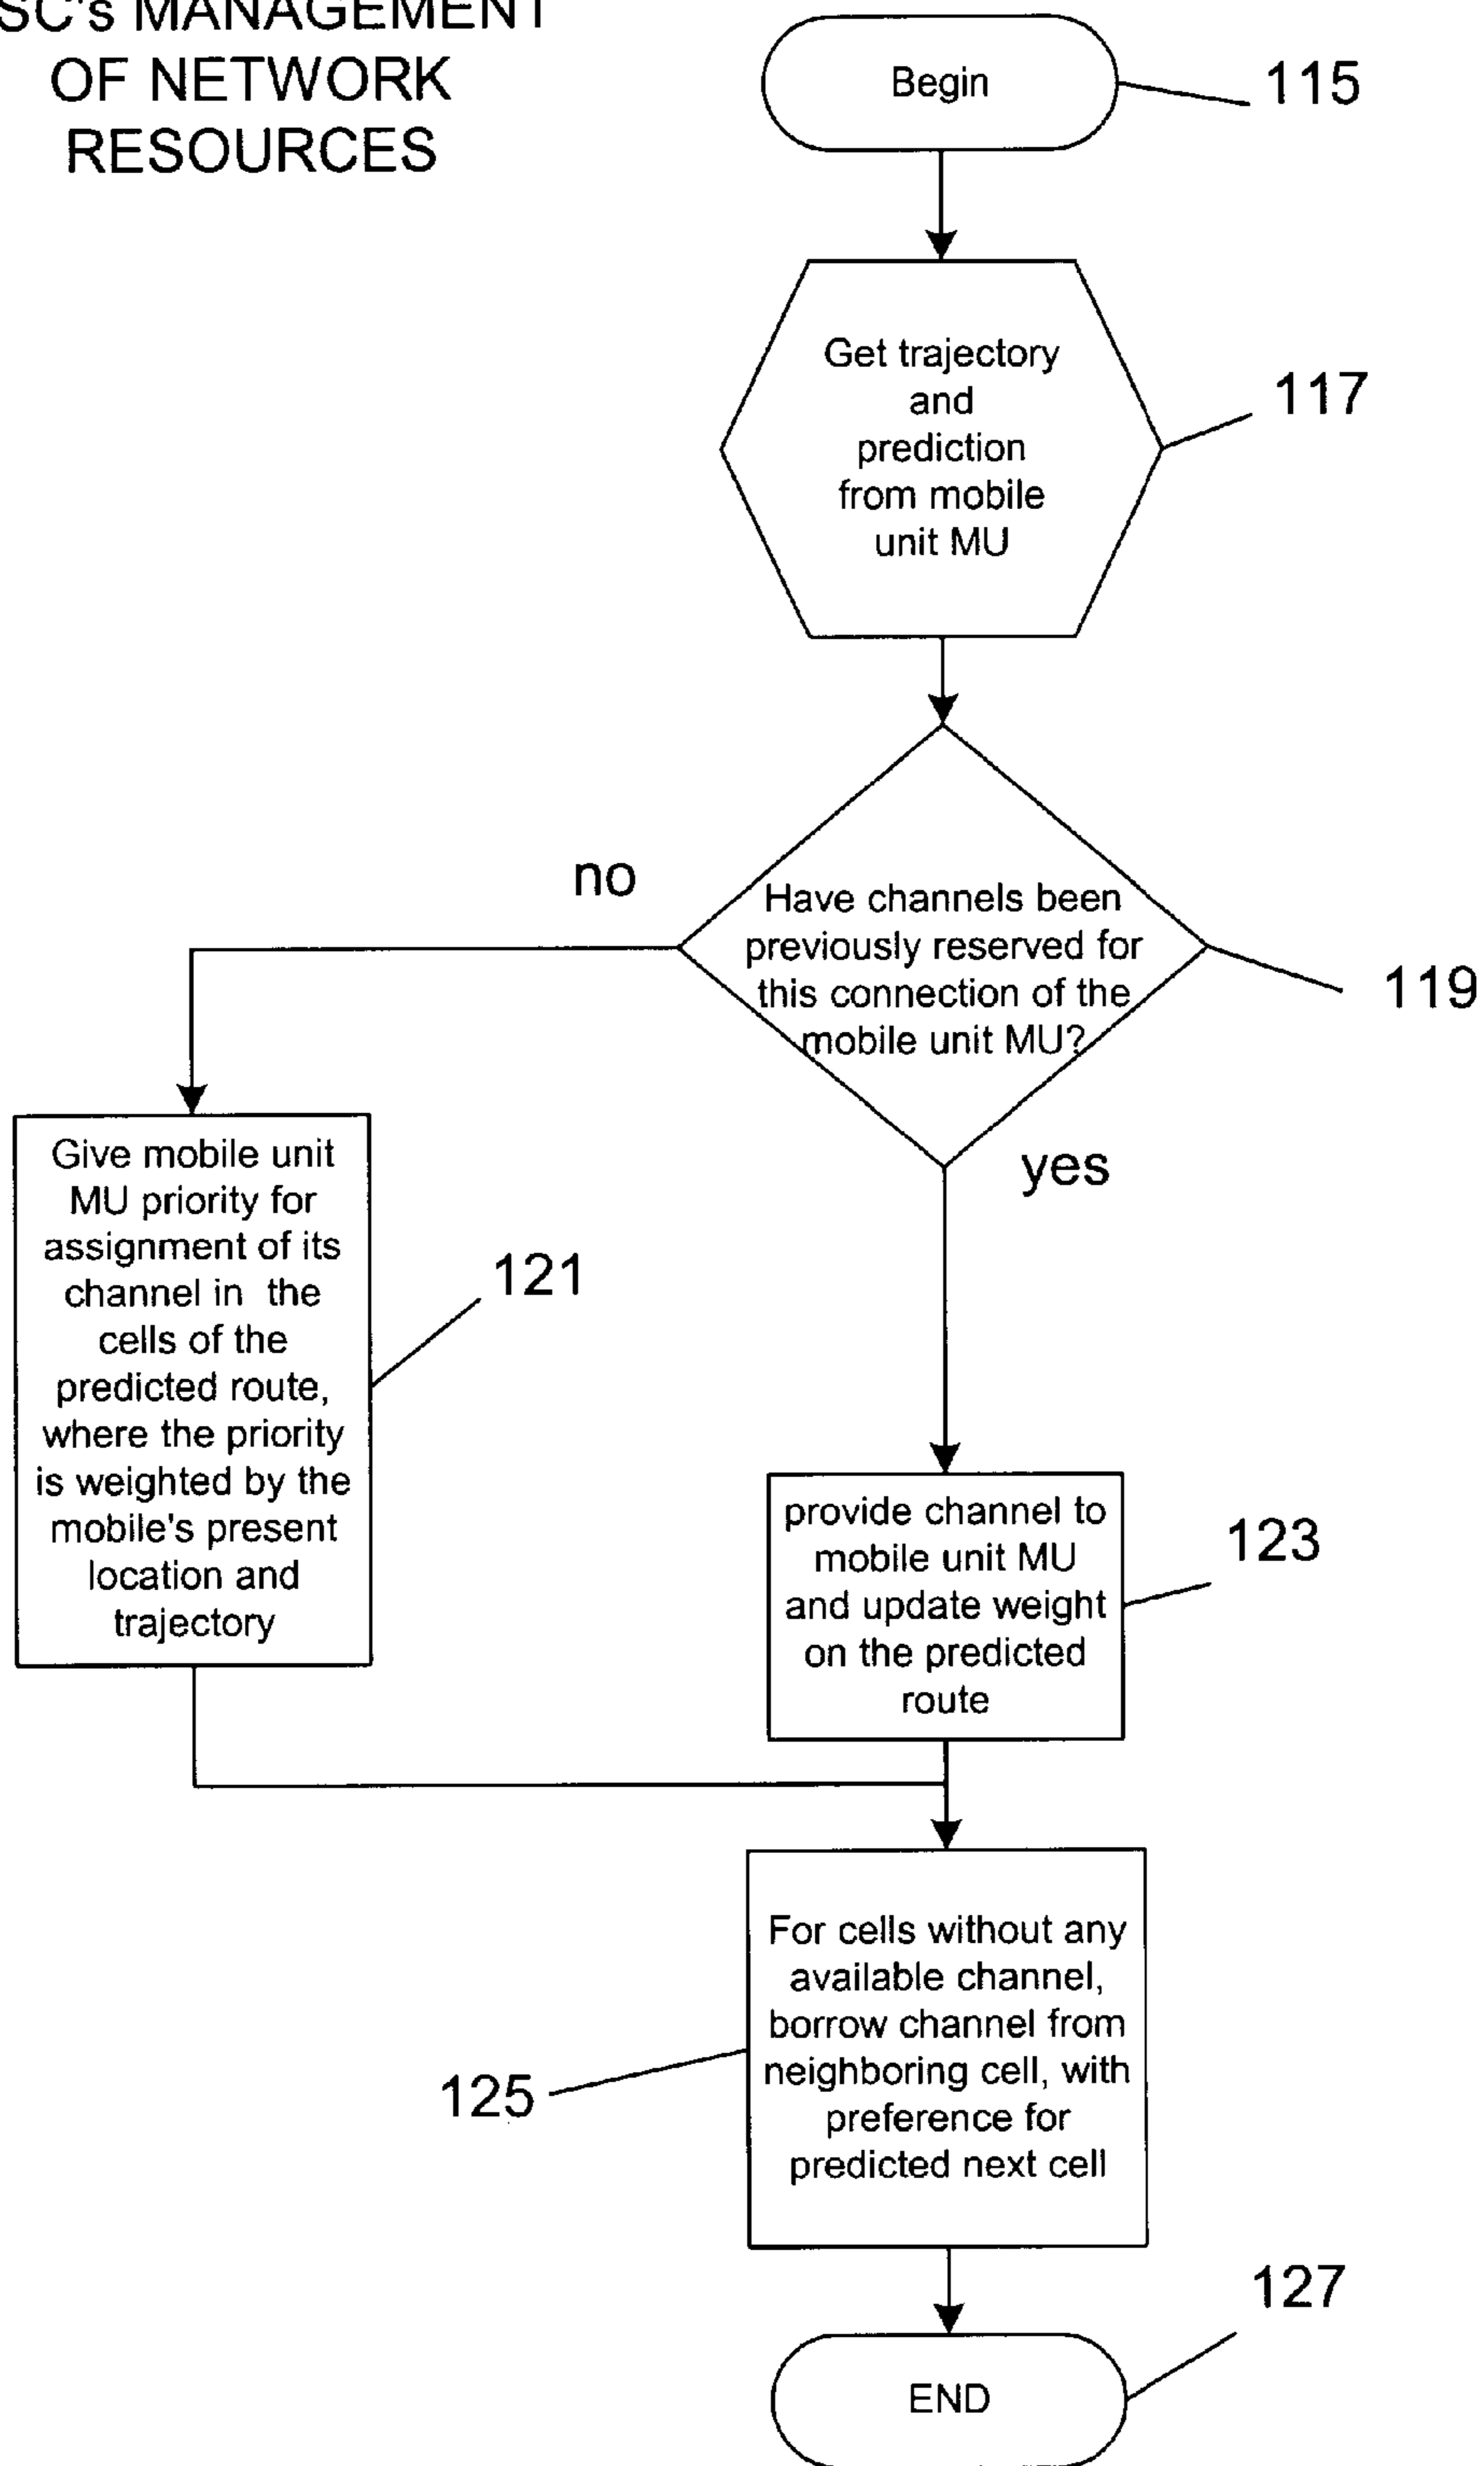 SC's MANAGEMENT
OF NETWORK
RESOURCES
Begin
115
Get trajectory
and
prediction
from mobile
unit MU
117
no
Have channels been
previously reserved for
this connection of the
mobile unit MU?
119
yes
Give mobile unit
MU priority for
assignment of its
channel in the
cells of the
predicted route,
where the priority
is weighted by the
mobile's present
location and
trajectory
121
provide channel to
mobile unit MU
and update weight
on the predicted
route
123
For cells without any
available channel,
borrow channel from
neighboring cell, with
preference for
predicted next cell
125
END
127